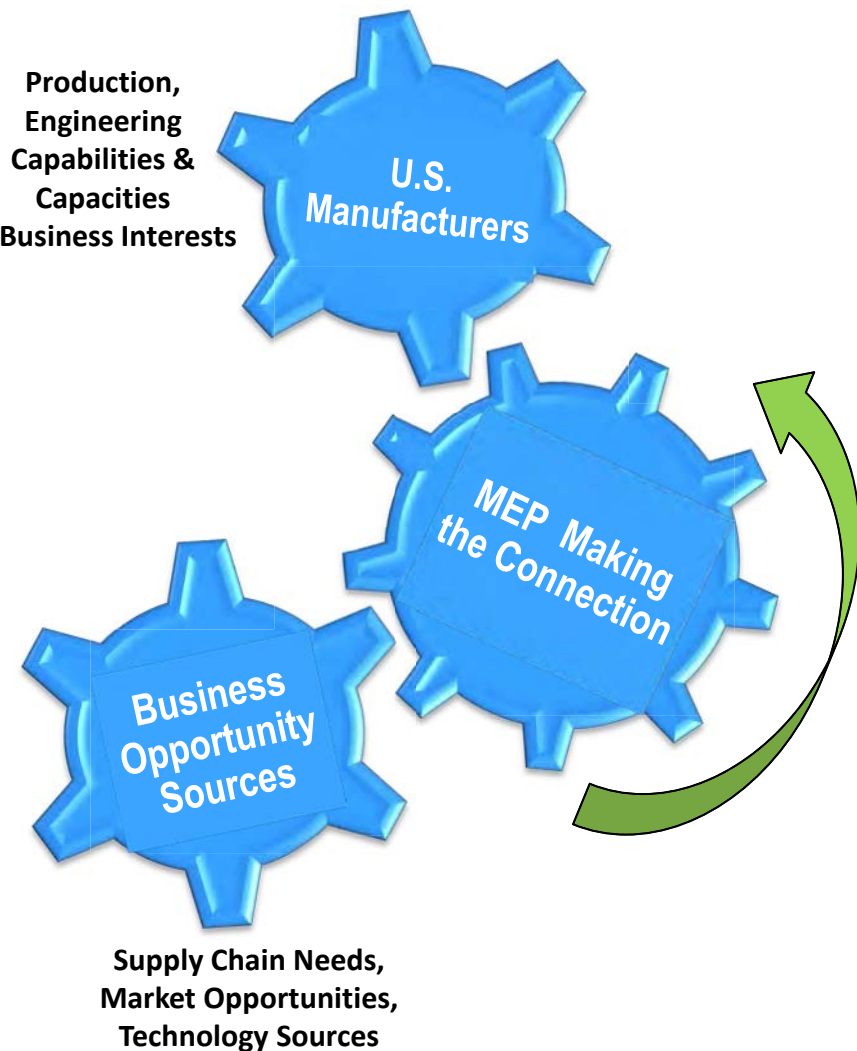 Production,
Engineering
Capabilities &
Capacities
Business Interests
U.S.
Manufacturers
MEP Making
the Connection
Business
Opportunity
Sources
Supply Chain Needs,
Market Opportunities,
Technology Sources